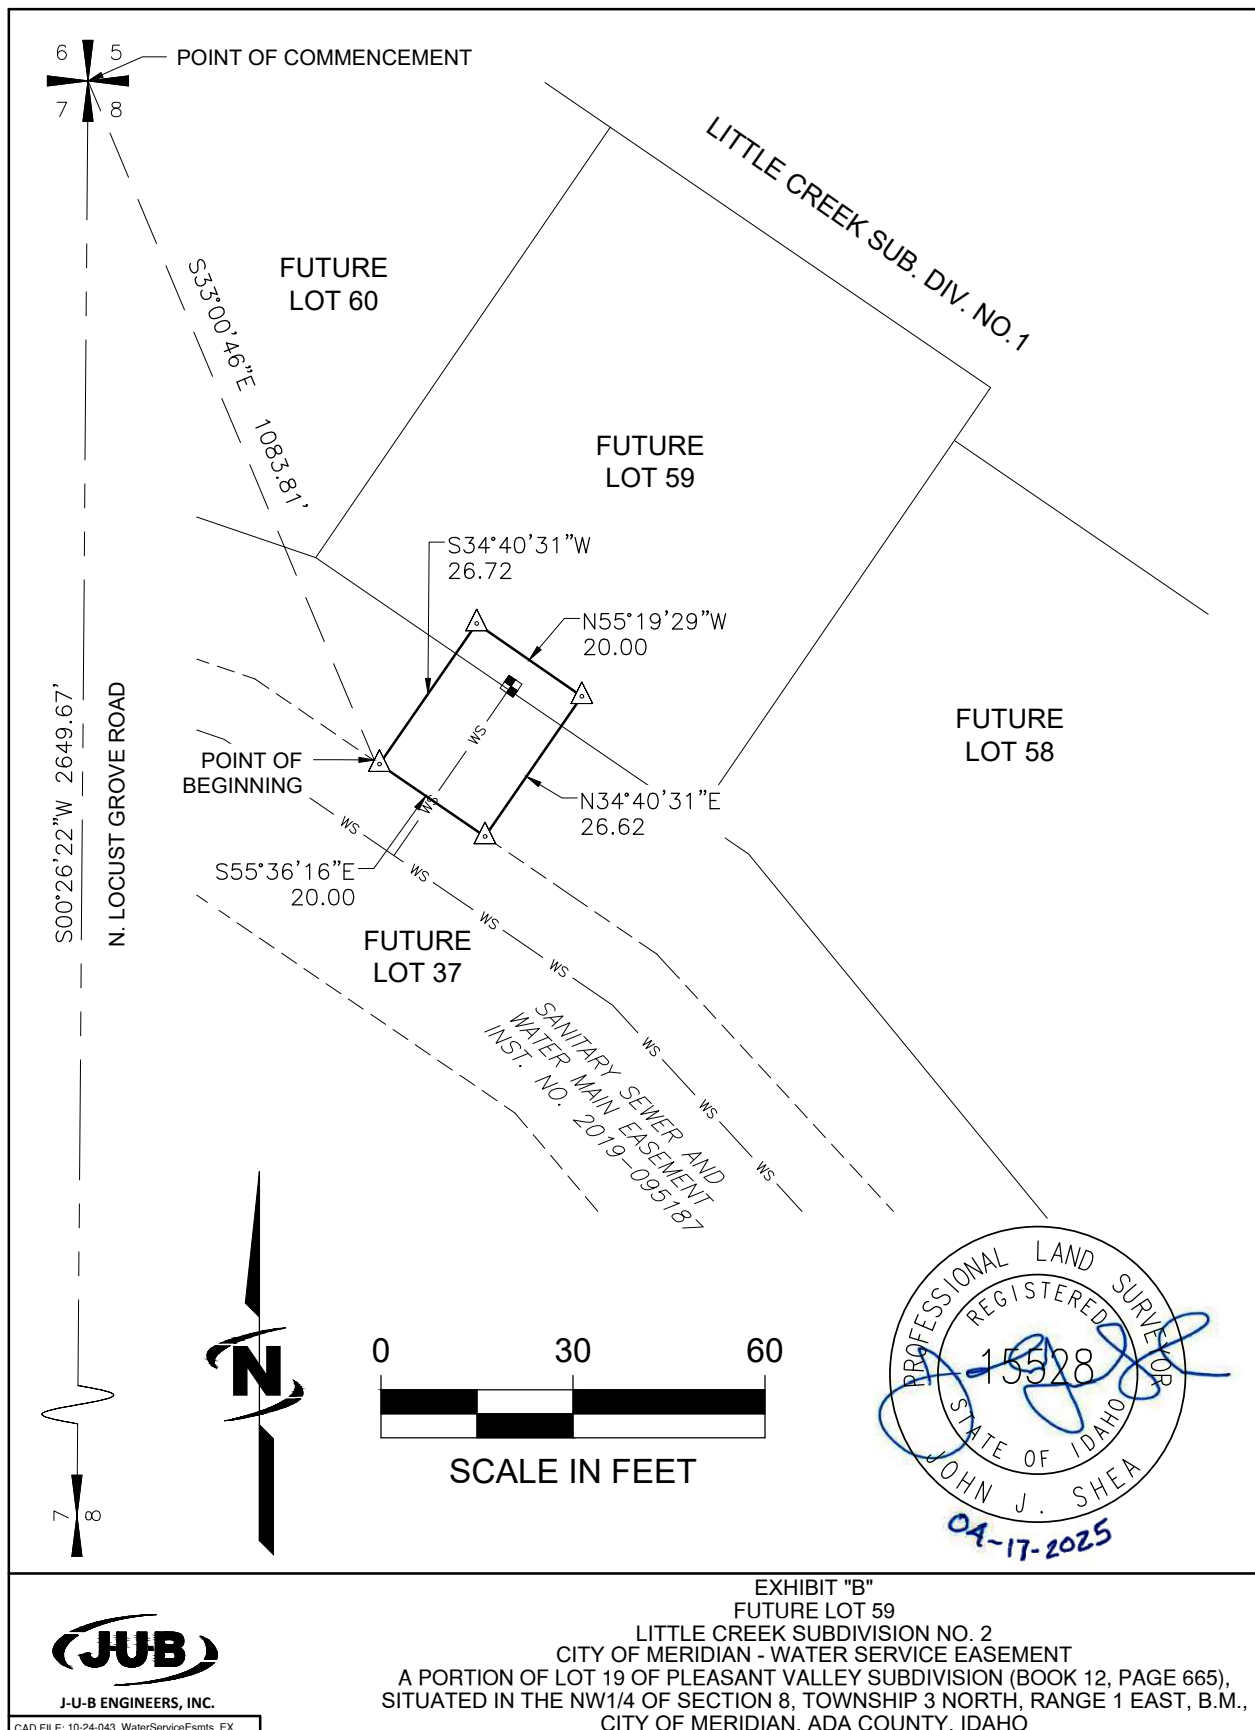 6 5
7 8
POINT OF COMMENCEMENT
LITTLE CREEK SUB. DIV. NO.1
FUTURE
LOT 60
S33°00'46"E 1083.81'
FUTURE
LOT 59
S34°40'31"W
26.72
N55°19'29"W
20.00
FUTURE
LOT 58
S00°26'22"W 2649.67'
N. LOCUST GROVE ROAD
POINT OF
BEGINNING
WS
WS
N34°40'31"E
26.62
S55°36'16"E
20.00
WS
WS
WS
WS
WS
WS
WS
FUTURE
LOT 37
SANITARY SEWER AND
WATER MAIN EASEMENT
INST. NO. 2019-095187
N
0 30 60
SCALE IN FEET
PROFESSIONAL LAND SURVEYOR
REGISTERED
15528
STATE OF IDAHO
JOHN J. SHEA
04-17-2025
7 8
EXHIBIT "B"
FUTURE LOT 59
LITTLE CREEK SUBDIVISION NO. 2
CITY OF MERIDIAN - WATER SERVICE EASEMENT
A PORTION OF LOT 19 OF PLEASANT VALLEY SUBDIVISION (BOOK 12, PAGE 665),
SITUATED IN THE NW1/4 OF SECTION 8, TOWNSHIP 3 NORTH, RANGE 1 EAST, B.M.,
CITY OF MERIDIAN, ADA COUNTY, IDAHO
JUB
J-U-B ENGINEERS, INC.
CAD FILE: 10-24-043_WaterServiceEsmts_EX